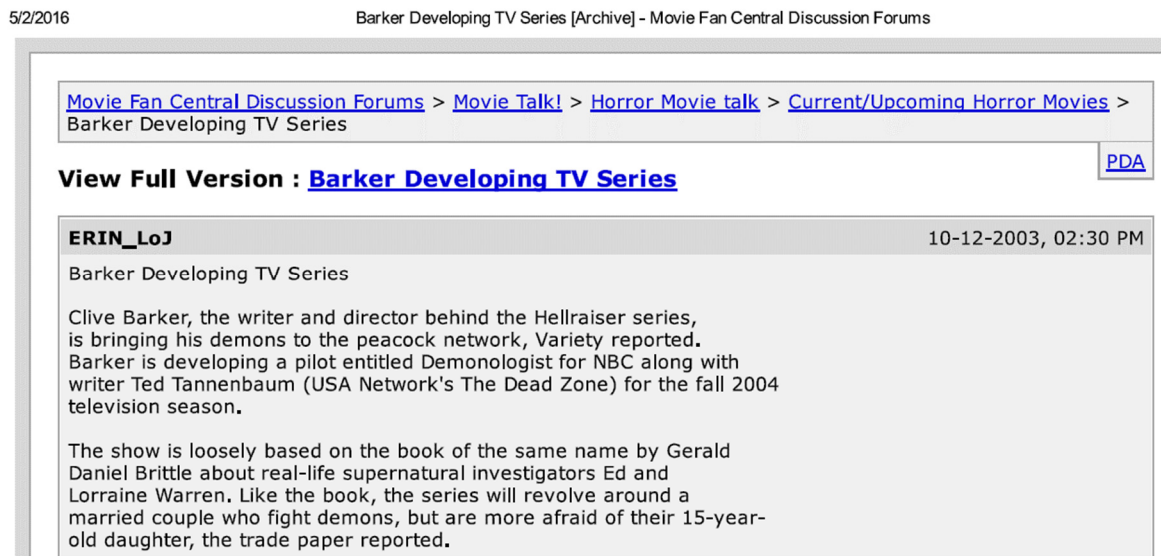 5/2/2016 Barker Developing TV Series [Archive] - Movie Fan Central Discussion Forums
Movie Fan Central Discussion Forums > Movie Talk! > Horror Movie talk > Current/Upcoming Horror Movies >
Barker Developing TV Series
PDA
View Full Version : Barker Developing TV Series
ERIN_LoJ 10-12-2003, 02:30 PM
Barker Developing TV Series
Clive Barker, the writer and director behind the Hellraiser series,
is bringing his demons to the peacock network, Variety reported.
Barker is developing a pilot entitled Demonologist for NBC along with
writer Ted Tannenbaum (USA Network's The Dead Zone) for the fall 2004
television season.
The show is loosely based on the book of the same name by Gerald
Daniel Brittle about real-life supernatural investigators Ed and
Lorraine Warren. Like the book, the series will revolve around a
married couple who fight demons, but are more afraid of their 15-year-
old daughter, the trade paper reported.